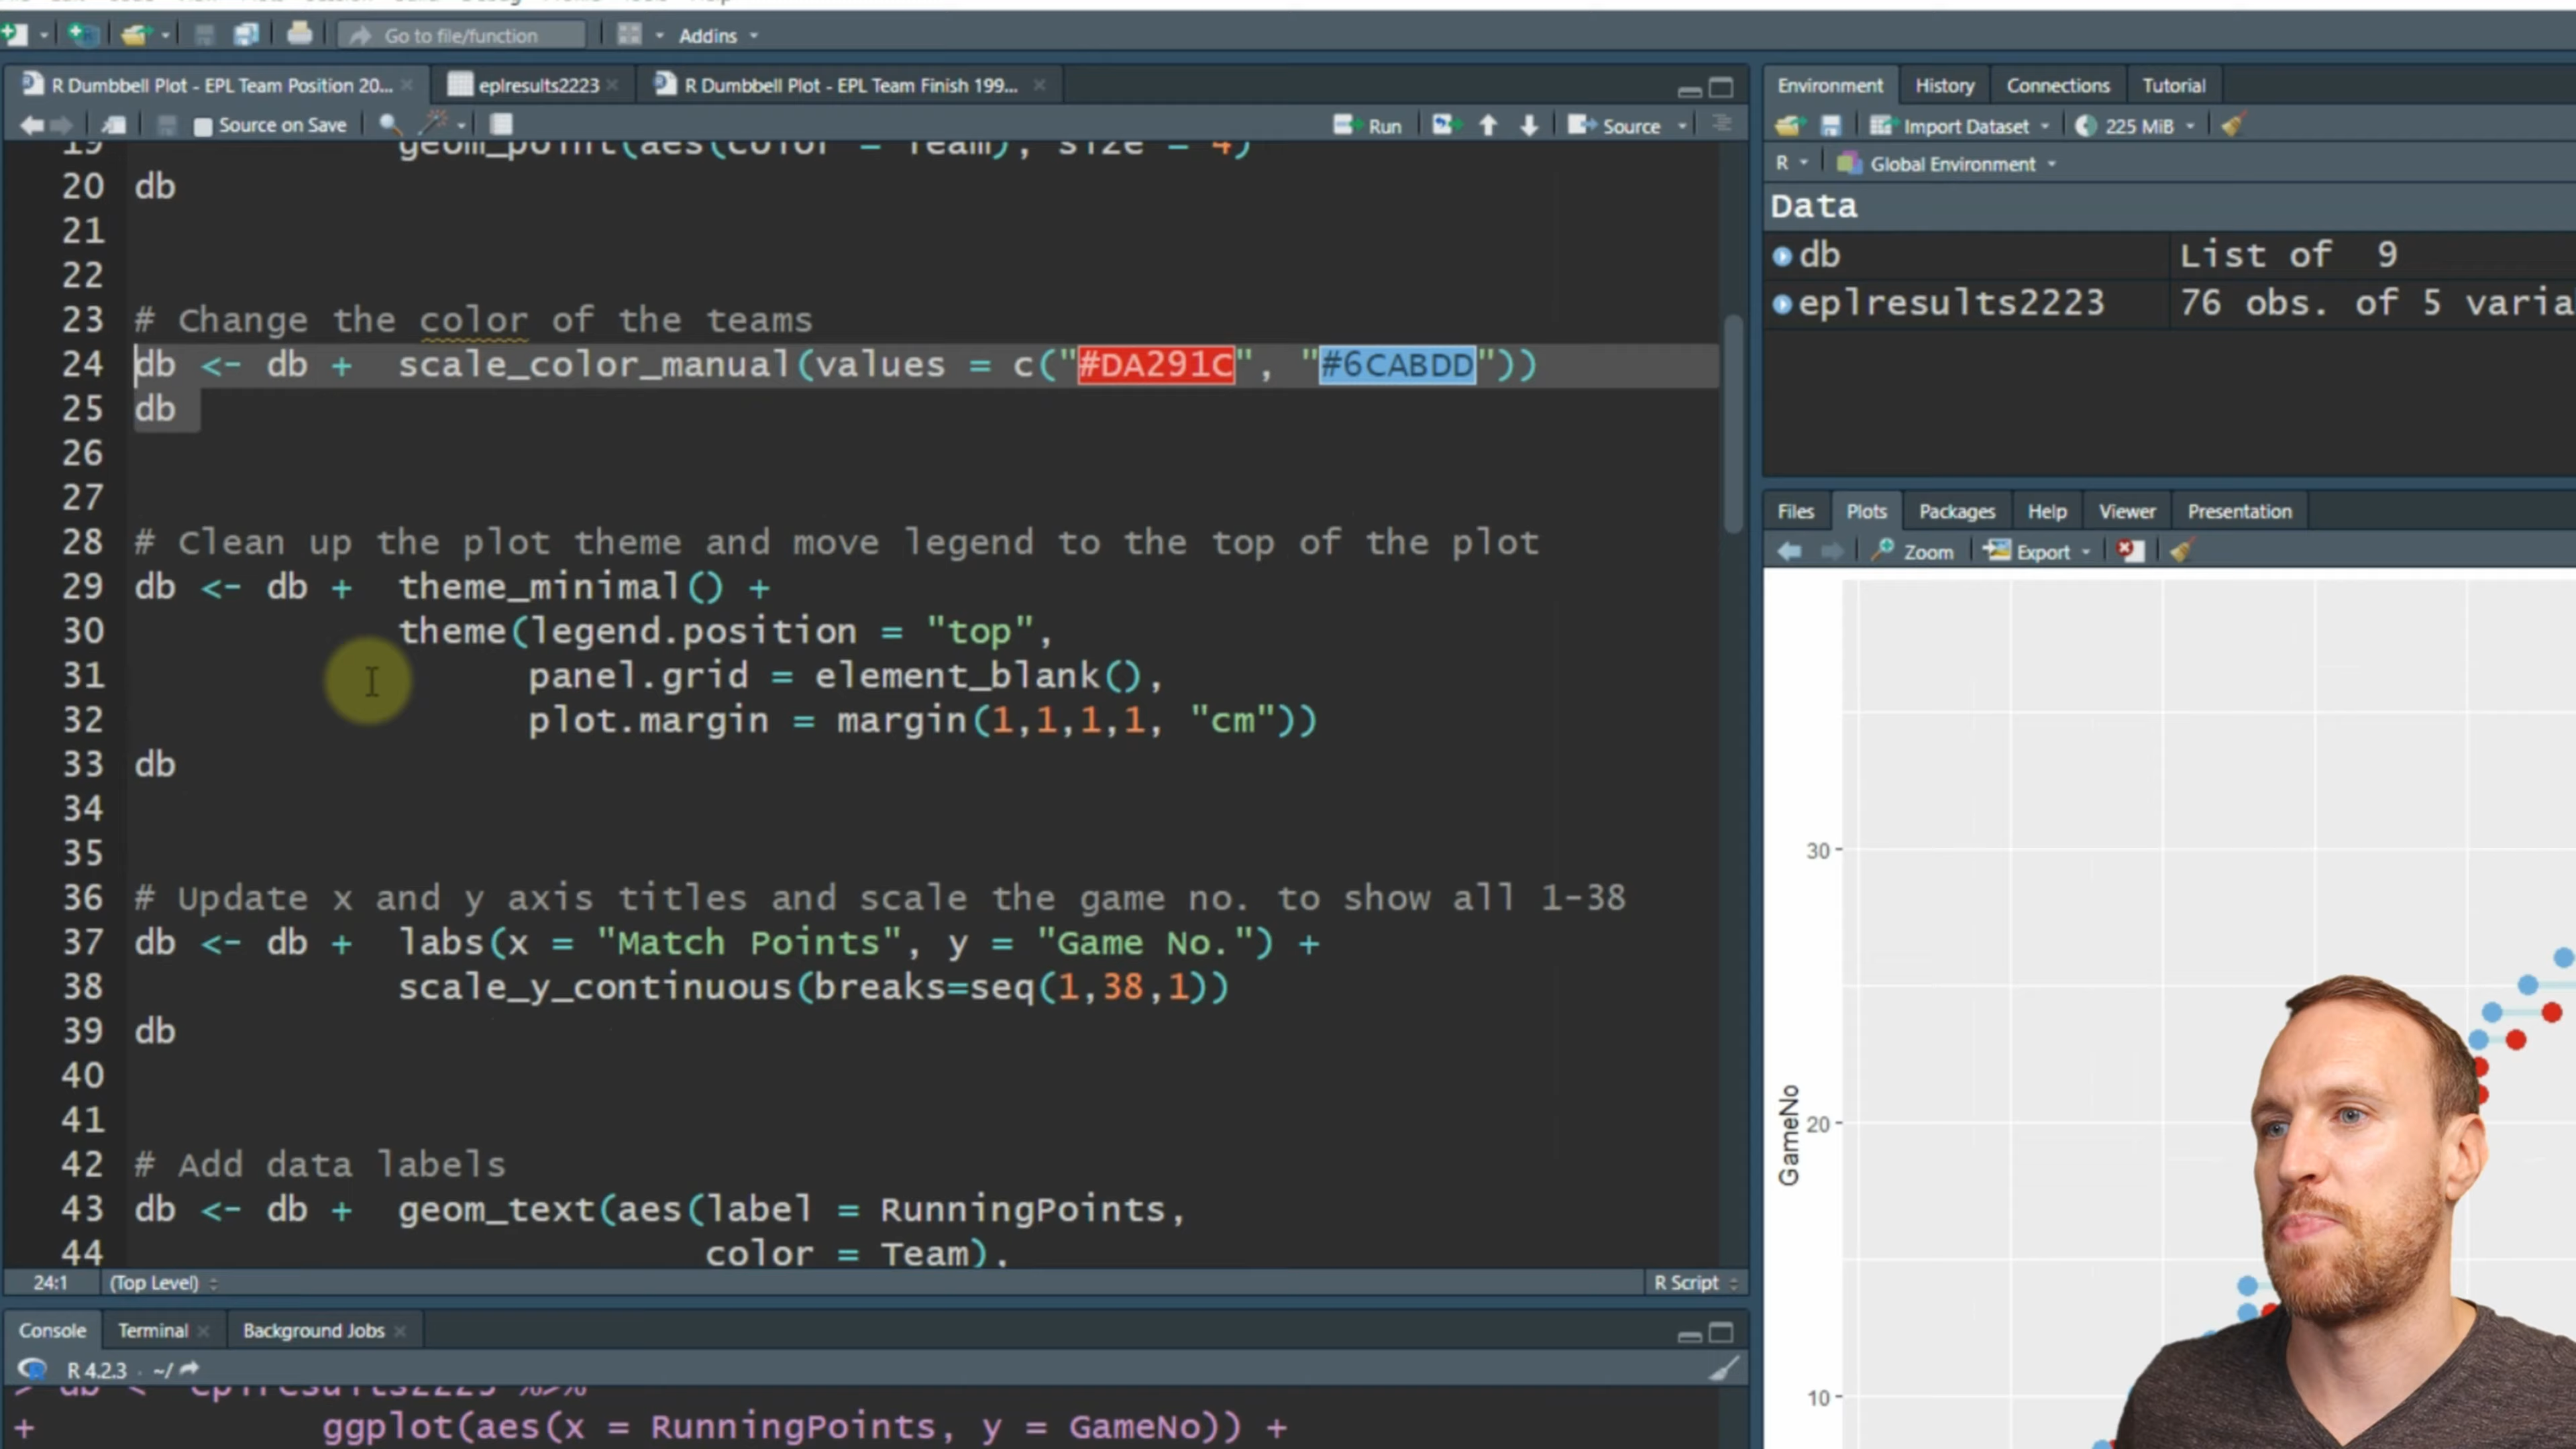 Go to file/function
Addins
R Dumbbell Plot - EPL Team Position 20...
eplresults2223
R Dumbbell Plot - EPL Team Finish 199...
Source on Save
Run
Source
19 geom_point(aes(color = Team), size = 4)
20 db
21
22
23 # Change the color of the teams
24 db <- db + scale_color_manual(values = c("#DA291C", "#6CABDD"))
25 db
26
27
28 # Clean up the plot theme and move legend to the top of the plot
29 db <- db + theme_minimal() +
30 theme(legend.position = "top",
31 panel.grid = element_blank(),
32 plot.margin = margin(1,1,1,1, "cm"))
33 db
34
35
36 # Update x and y axis titles and scale the game no. to show all 1-38
37 db <- db + labs(x = "Match Points", y = "Game No.") +
38 scale_y_continuous(breaks=seq(1,38,1))
39 db
40
41
42 # Add data labels
43 db <- db + geom_text(aes(label = RunningPoints,
44 color = Team),
24:1 (Top Level)
R Script
Console Terminal Background Jobs
R 4.2.3 · ~/
> db <- eplresults2223 %>%
+ ggplot(aes(x = RunningPoints, y = GameNo)) +
Environment History Connections Tutorial
Import Dataset 225 MiB
R Global Environment
Data
db List of 9
eplresults2223 76 obs. of 5 varia
Files Plots Packages Help Viewer Presentation
Zoom Export
30
GameNo
20
10